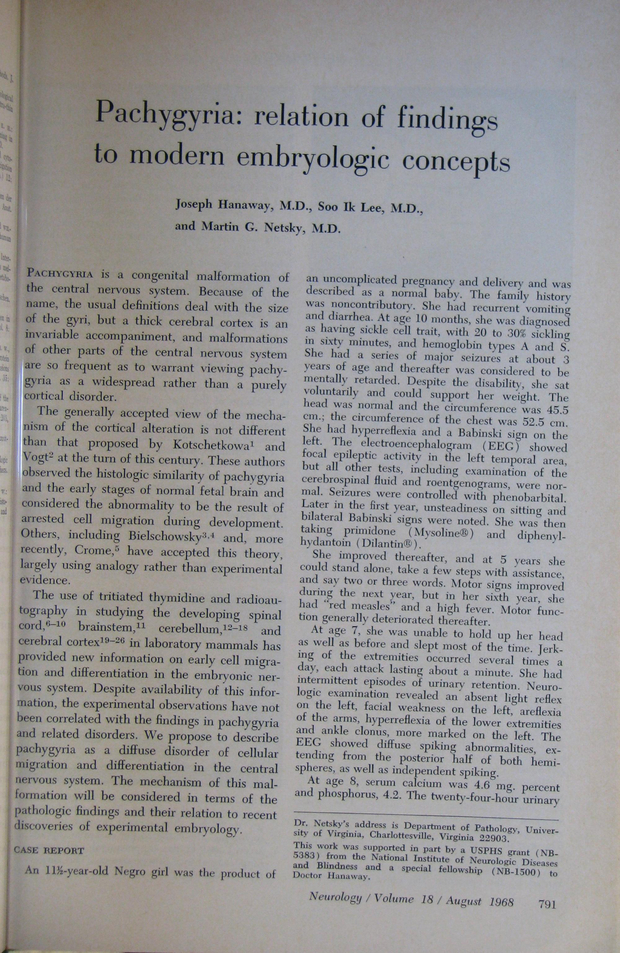 Pachygyria: relation of findings
to modern embryologic concepts
Joseph Hanaway, M.D., Soo Ik Lee, M.D.,
and Martin G. Netsky, M.D.
PACHYGYRIA is a congenital malformation of
the central nervous system. Because of the
name, the usual definitions deal with the size
of the gyri, but a thick cerebral cortex is an
invariable accompaniment, and malformations
of other parts of the central nervous system
are so frequent as to warrant viewing pachy-
gyria as a widespread rather than a purely
cortical disorder.
The generally accepted view of the mecha-
nism of the cortical alteration is not different
than that proposed by Kotschetkowa¹ and
Vogt² at the turn of this century. These authors
observed the histologic similarity of pachygyria
and the early stages of normal fetal brain and
considered the abnormality to be the result of
arrested cell migration during development.
Others, including Bielschowsky³,⁴ and, more
recently, Crome,⁵ have accepted this theory,
largely using analogy rather than experimental
evidence.
The use of tritiated thymidine and radioau-
tography in studying the developing spinal
cord,⁶⁻¹⁰ brainstem,¹¹ cerebellum,¹²⁻¹⁸ and
cerebral cortex¹⁹⁻²⁶ in laboratory mammals has
provided new information on early cell migra-
tion and differentiation in the embryonic ner-
vous system. Despite availability of this infor-
mation, the experimental observations have not
been correlated with the findings in pachygyria
and related disorders. We propose to describe
pachygyria as a diffuse disorder of cellular
migration and differentiation in the central
nervous system. The mechanism of this mal-
formation will be considered in terms of the
pathologic findings and their relation to recent
discoveries of experimental embryology.
CASE REPORT
An 11½-year-old Negro girl was the product of
an uncomplicated pregnancy and delivery and was
described as a normal baby. The family history
was noncontributory. She had recurrent vomiting
and diarrhea. At age 10 months, she was diagnosed
as having sickle cell trait, with 20 to 30% sickling
in sixty minutes, and hemoglobin types A and S.
She had a series of major seizures at about 3
years of age and thereafter was considered to be
mentally retarded. Despite the disability, she sat
voluntarily and could support her weight. The
head was normal and the circumference was 45.5
cm.; the circumference of the chest was 52.5 cm.
She had hyperreflexia and a Babinski sign on the
left. The electroencephalogram (EEG) showed
focal epileptic activity in the left temporal area,
but all other tests, including examination of the
cerebrospinal fluid and roentgenograms, were nor-
mal. Seizures were controlled with phenobarbital.
Later in the first year, unsteadiness on sitting and
bilateral Babinski signs were noted. She was then
taking primidone (Mysoline®) and diphenyl-
hydantoin (Dilantin®).
She improved thereafter, and at 5 years she
could stand alone, take a few steps with assistance,
and say two or three words. Motor signs improved
during the next year, but in her sixth year, she
had "red measles" and a high fever. Motor func-
tion generally deteriorated thereafter.
At age 7, she was unable to hold up her head
as well as before and slept most of the time. Jerk-
ing of the extremities occurred several times a
day, each attack lasting about a minute. She had
intermittent episodes of urinary retention. Neuro-
logic examination revealed an absent light reflex
on the left, facial weakness on the left, areflexia
of the arms, hyperreflexia of the lower extremities
and ankle clonus, more marked on the left. The
EEG showed diffuse spiking abnormalities, ex-
tending from the posterior half of both hemi-
spheres, as well as independent spiking.
At age 8, serum calcium was 4.6 mg. percent
and phosphorus, 4.2. The twenty-four-hour urinary
Dr. Netsky's address is Department of Pathology, Univer-
sity of Virginia, Charlottesville, Virginia 22903.
This work was supported in part by a USPHS grant (NB-
5383) from the National Institute of Neurologic Diseases
and Blindness and a special fellowship (NB-1500) to
Doctor Hanaway.
Neurology / Volume 18 / August 1968 791